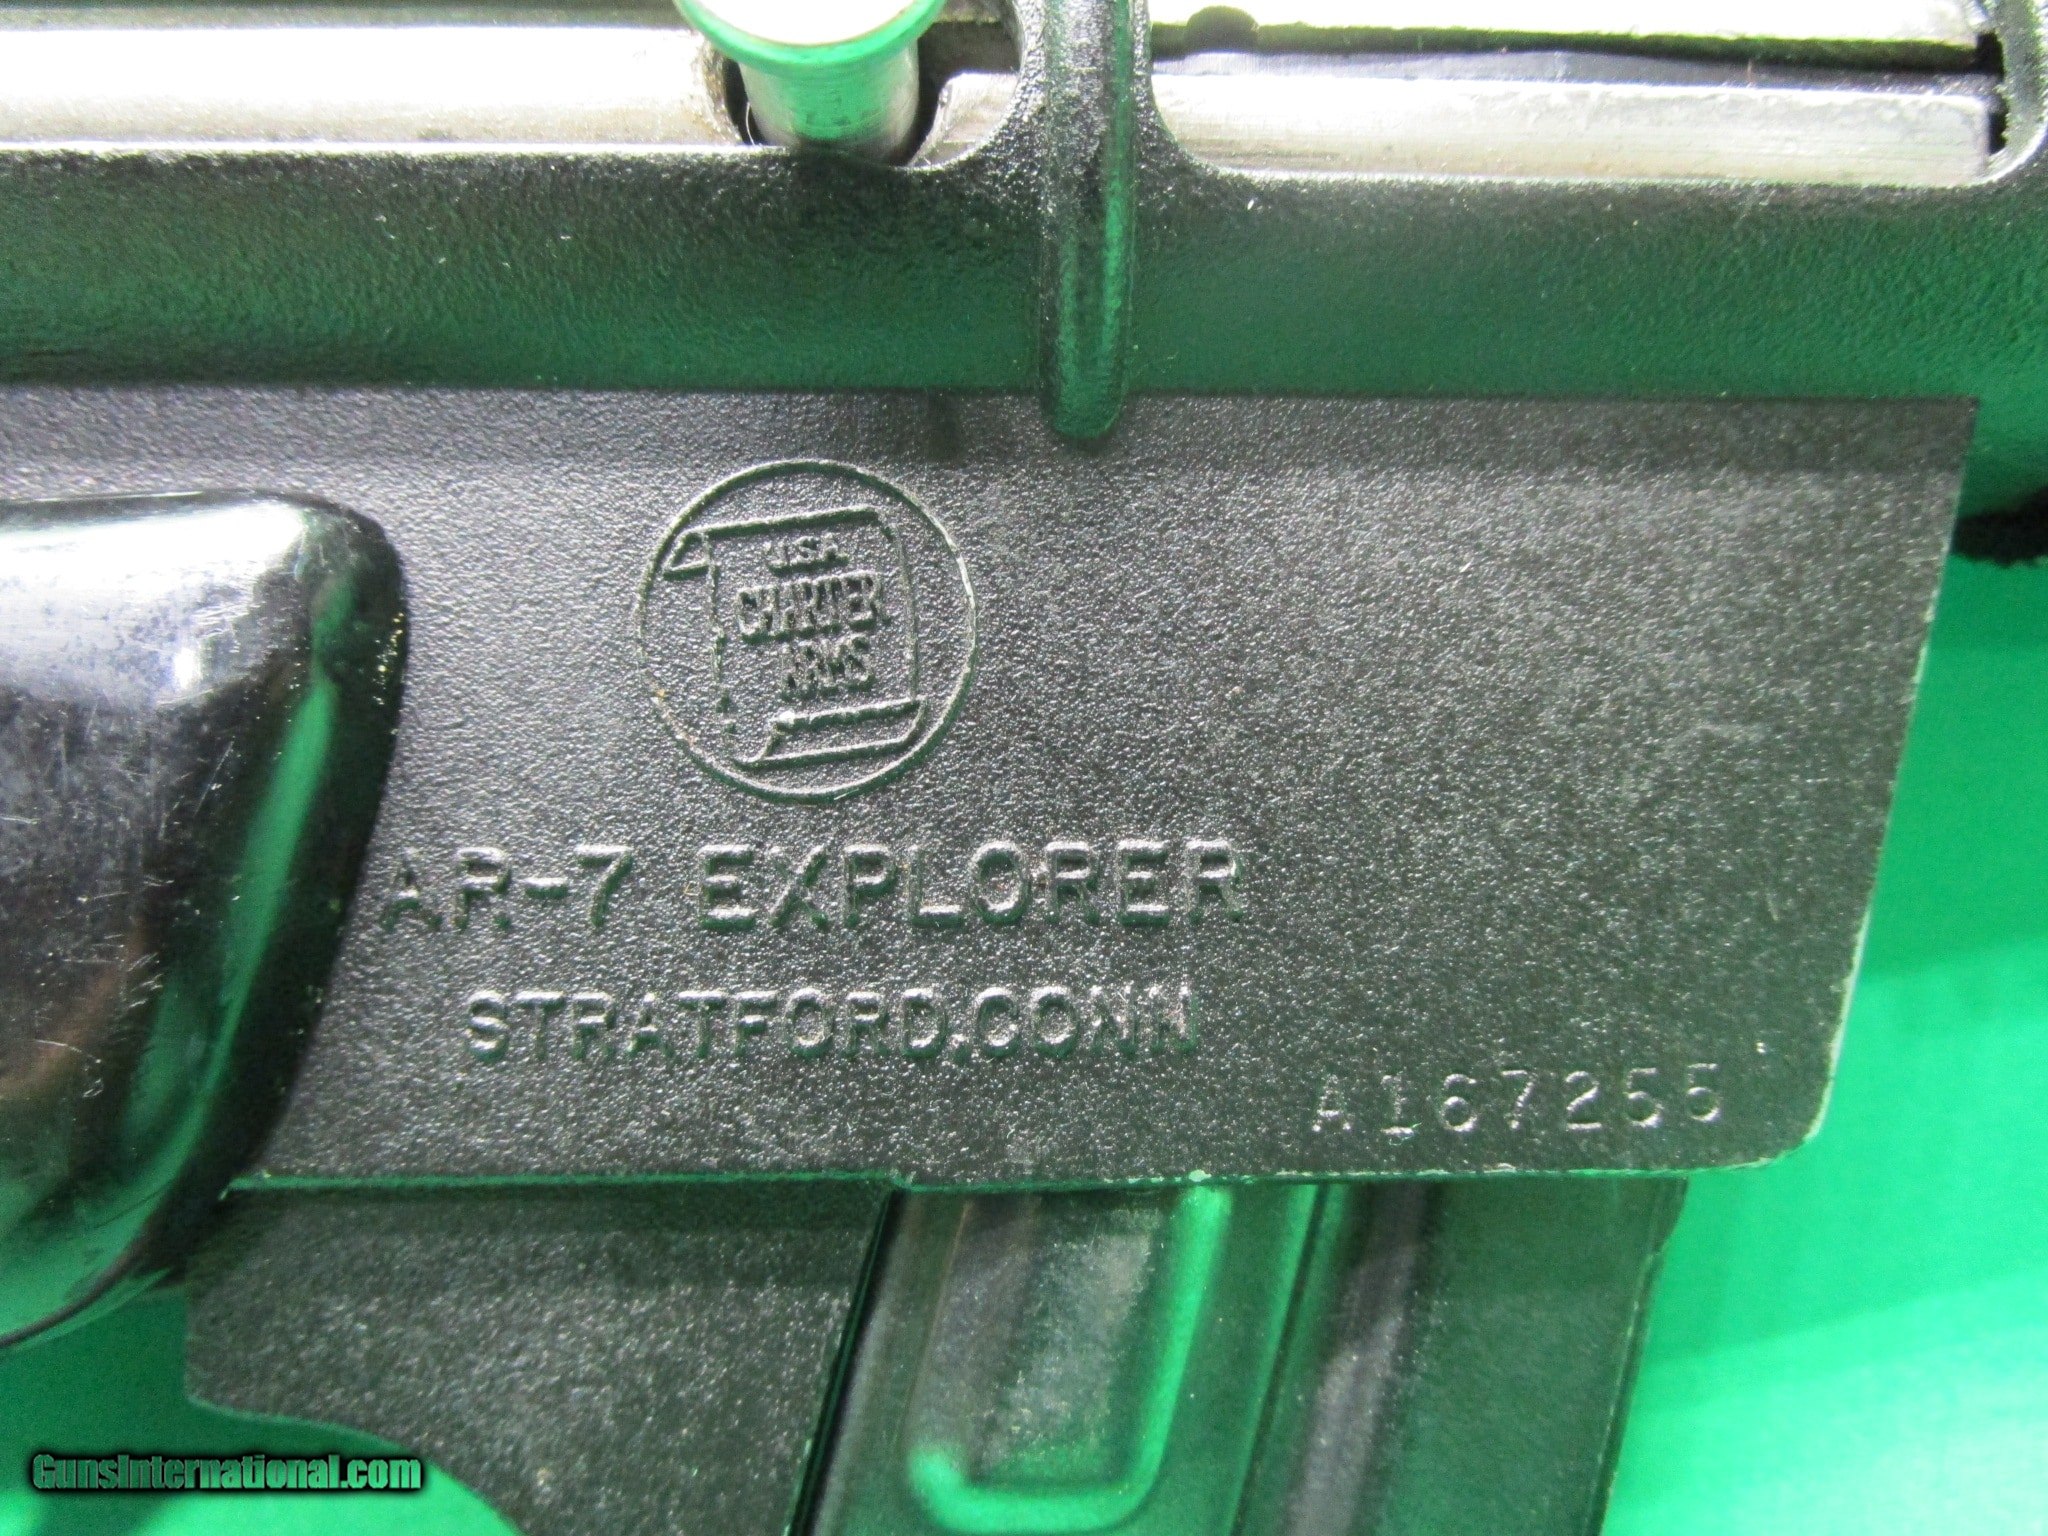 U.S.A.
CHARTER
ARMS
AR-7 EXPLORER
STRATFORD, CONN
A167255
GunsInternational.com